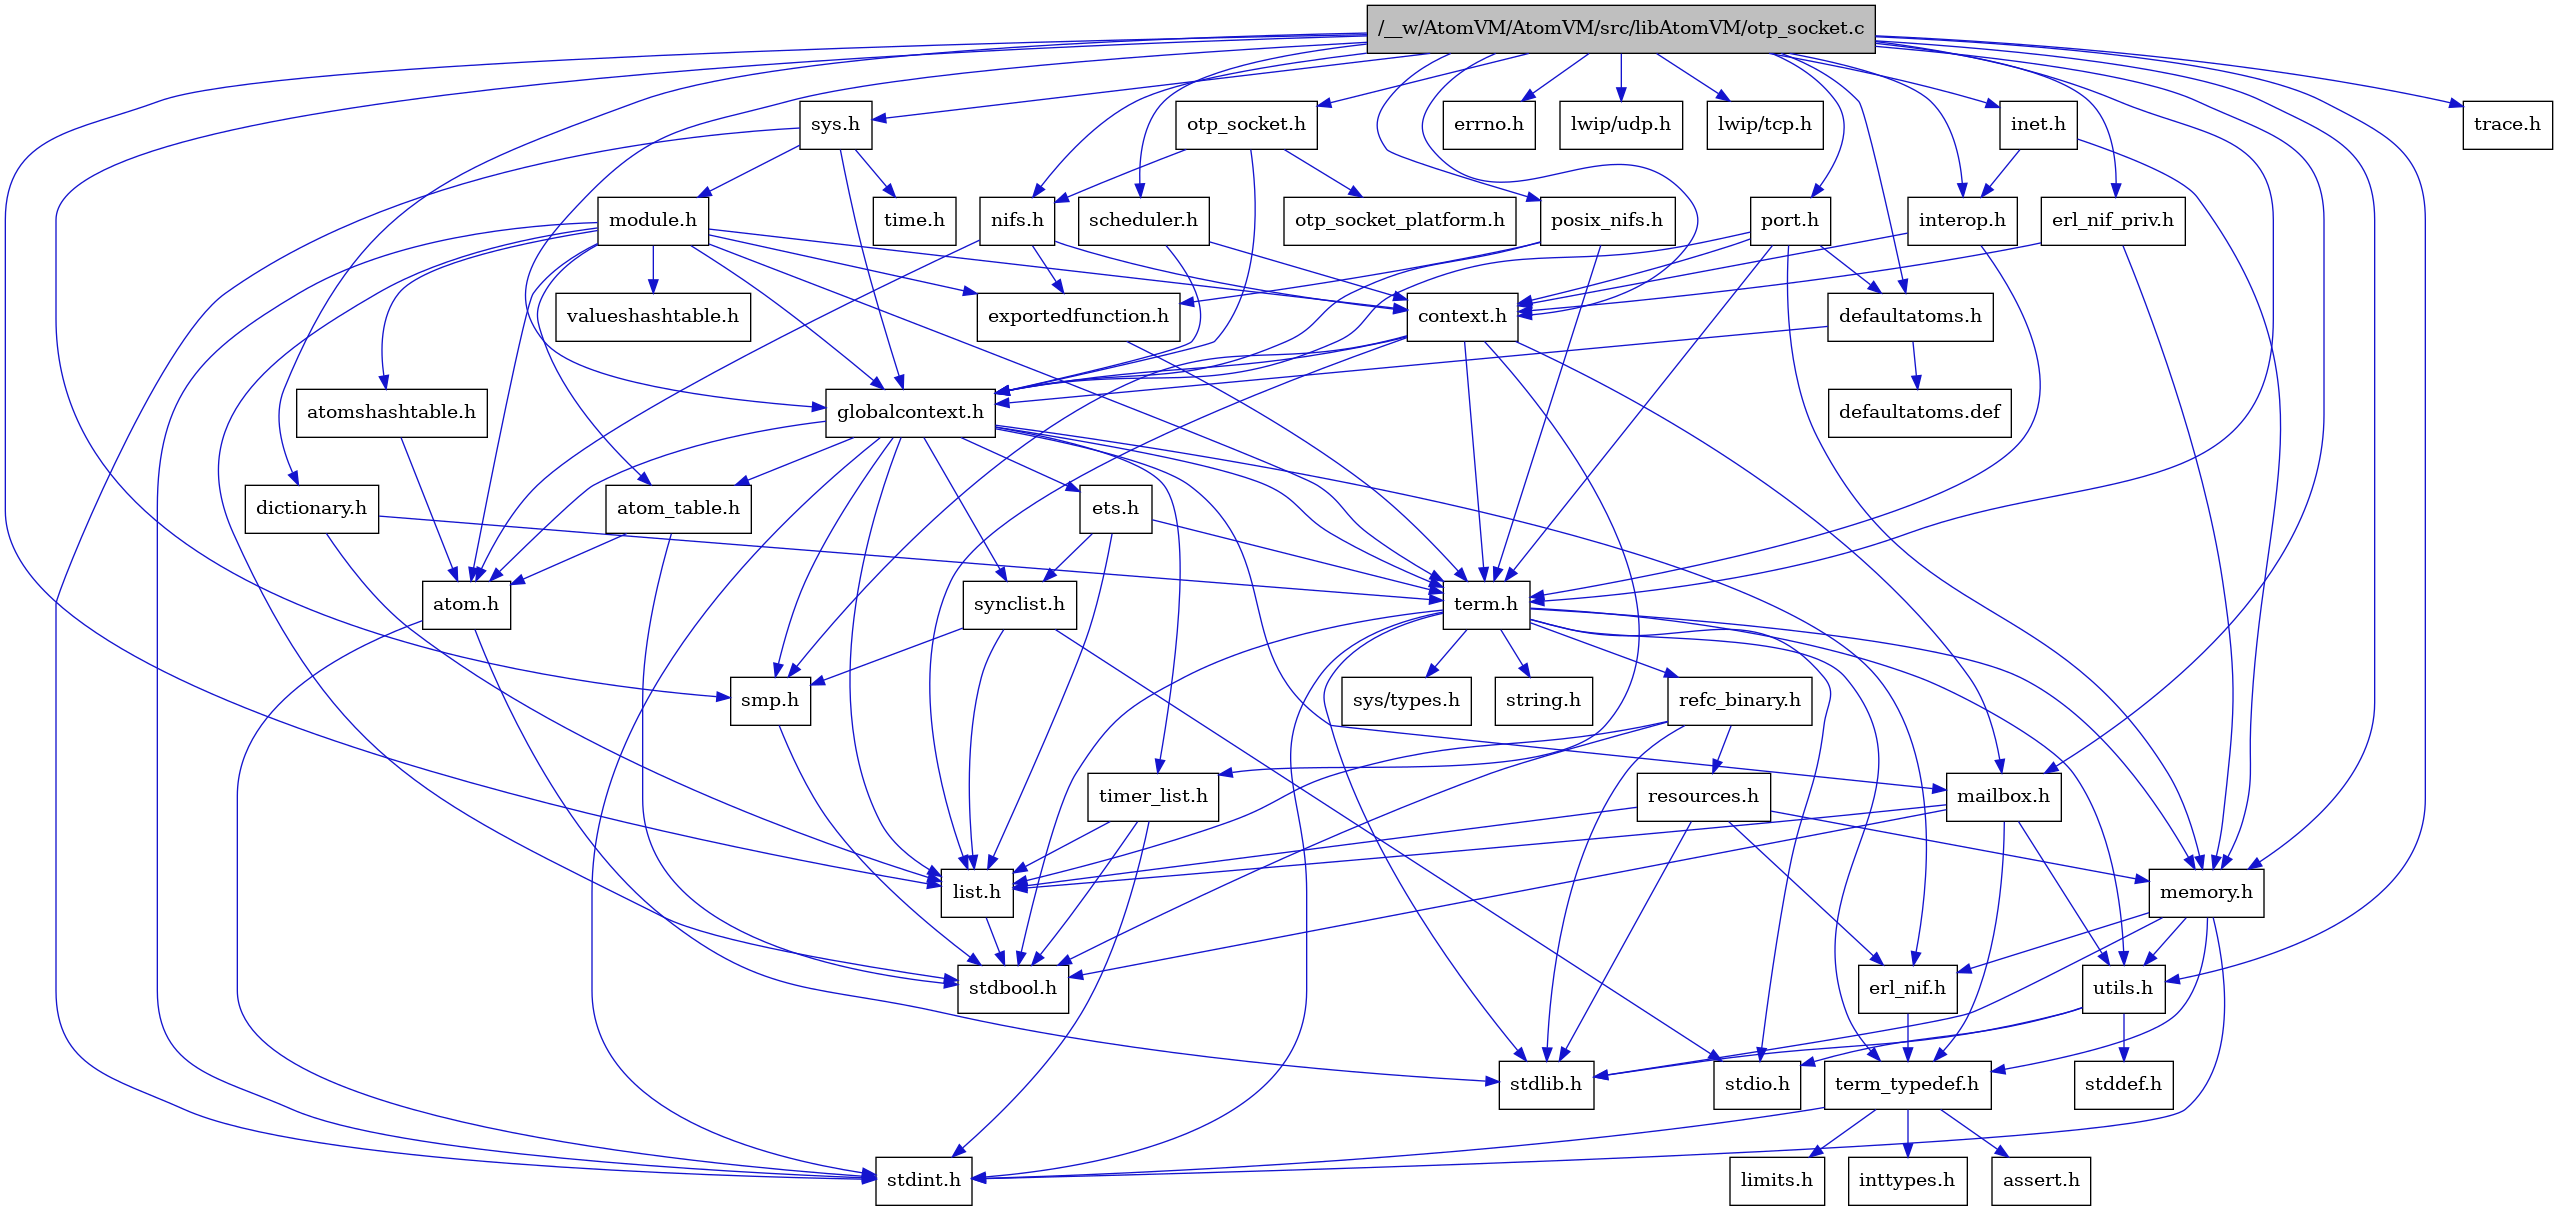 /__w/AtomVM/AtomVM/src/libAtomVM/otp_socket.c
sys.h
otp_socket.h
errno.h
lwip/udp.h
lwip/tcp.h
inet.h
trace.h
module.h
time.h
nifs.h
scheduler.h
otp_socket_platform.h
posix_nifs.h
port.h
interop.h
erl_nif_priv.h
valueshashtable.h
exportedfunction.h
context.h
defaultatoms.h
atomshashtable.h
globalcontext.h
defaultatoms.def
dictionary.h
atom_table.h
ets.h
atom.h
synclist.h
term.h
smp.h
sys/types.h
string.h
refc_binary.h
timer_list.h
resources.h
mailbox.h
list.h
memory.h
stdbool.h
erl_nif.h
utils.h
stdlib.h
stdio.h
term_typedef.h
stddef.h
stdint.h
limits.h
inttypes.h
assert.h